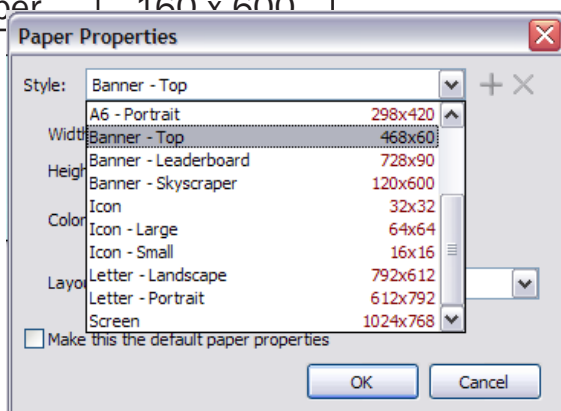 160 x 600
Paper Properties
Style: Banner - Top
A6 - Portrait 298x420
Banner - Top 468x60
Banner - Leaderboard 728x90
Banner - Skyscraper 120x600
Icon 32x32
Icon - Large 64x64
Icon - Small 16x16
Letter - Landscape 792x612
Letter - Portrait 612x792
Screen 1024x768
Make this the default paper properties
OK Cancel